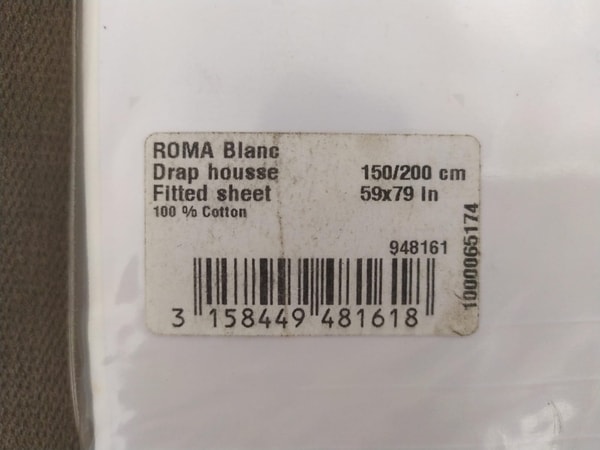 ROMA Blanc
Drap housse 150/200 cm
Fitted sheet 59x79 In
100 % Cotton
948161
3 158449 481618
1000065174